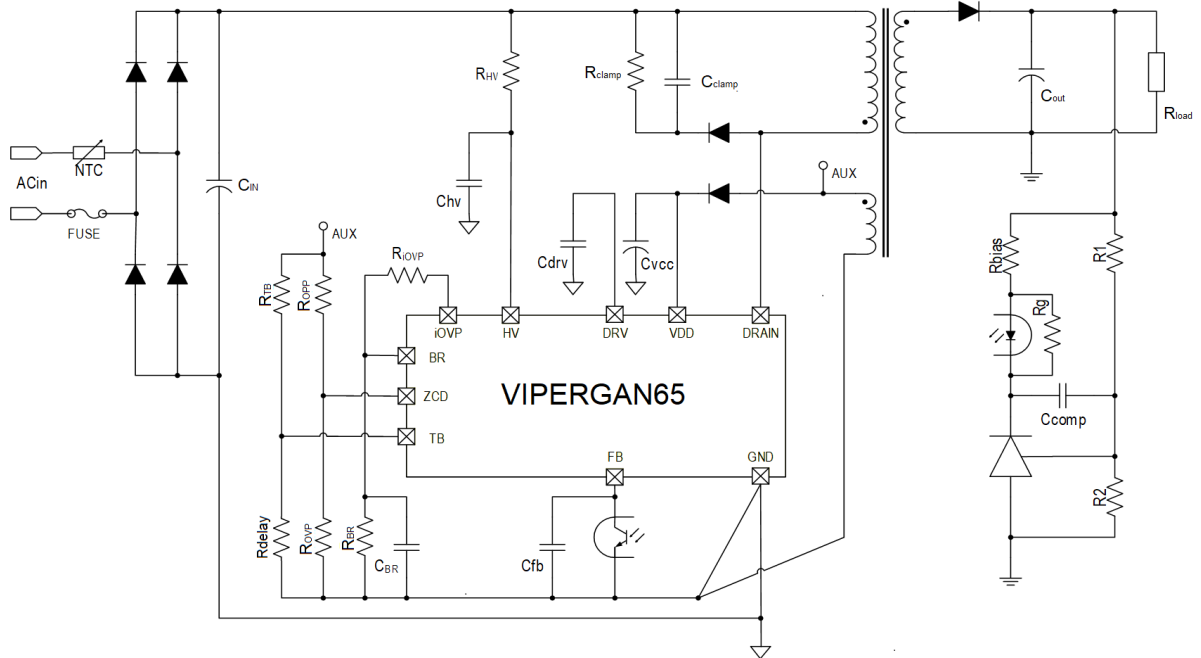 RHV
Rclamp
Cclamp
Cout
Rload
NTC
ACin
FUSE
CIN
Chv
AUX
AUX
RiOVP
Cdrv
Cvcc
Rbias
R1
RTB
ROPP
Rg
iOVP
HV
DRV
VDD
DRAIN
BR
ZCD
TB
VIPERGAN65
FB
GND
Ccomp
Rdelay
ROVP
RBR
CBR
Cfb
R2